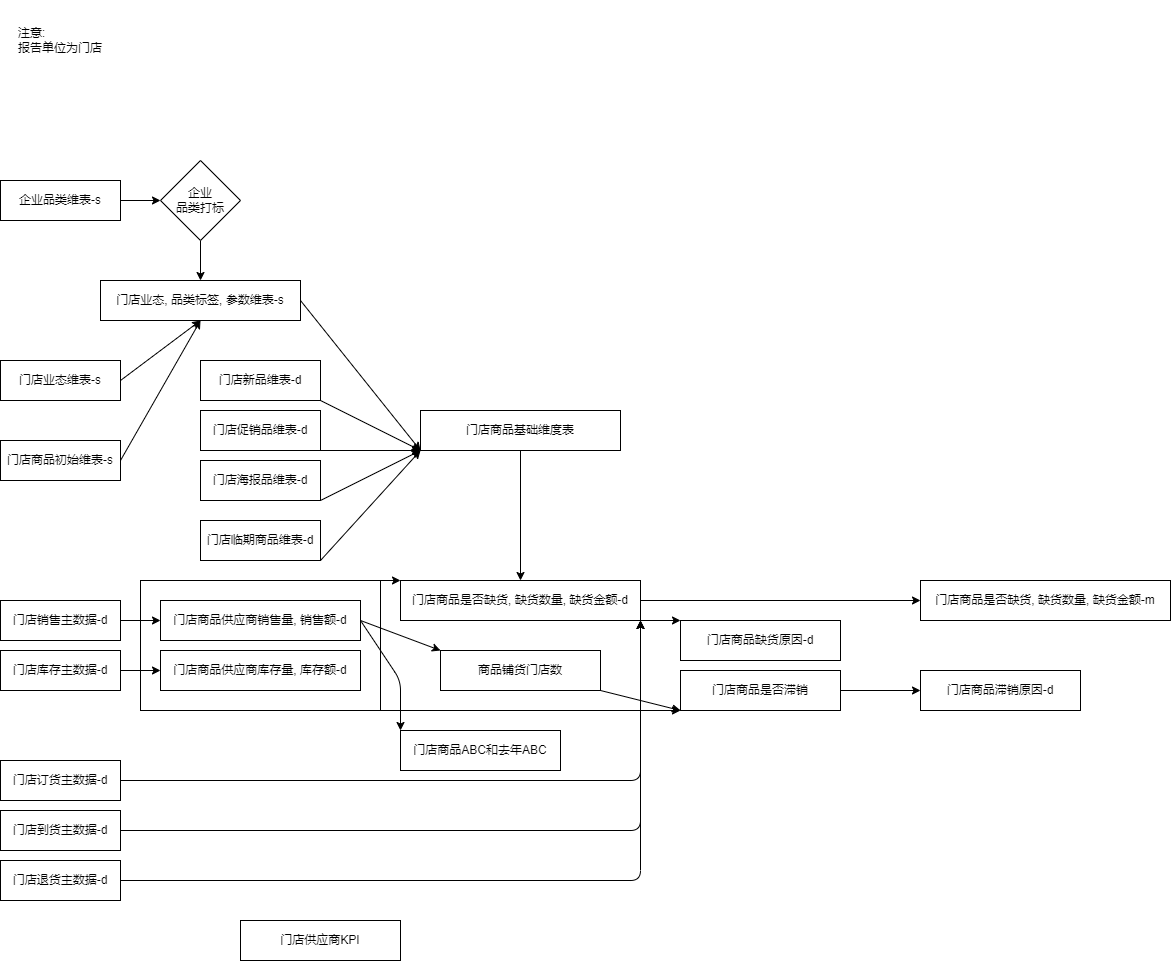 注意:
报告单位为门店
企业品类维表-s
企业
品类打标
门店业态, 品类标签, 参数维表-s
门店业态维表-s
门店新品维表-d
门店促销品维表-d
门店商品基础维度表
门店商品初始维表-s
门店海报品维表-d
门店临期商品维表-d
门店商品是否缺货, 缺货数量, 缺货金额-d
门店商品是否缺货, 缺货数量, 缺货金额-m
门店销售主数据-d
门店商品供应商销售量, 销售额-d
门店商品缺货原因-d
门店库存主数据-d
门店商品供应商库存量, 库存额-d
商品铺货门店数
门店商品是否滞销
门店商品滞销原因-d
门店商品ABC和去年ABC
门店订货主数据-d
门店到货主数据-d
门店退货主数据-d
门店供应商KPI